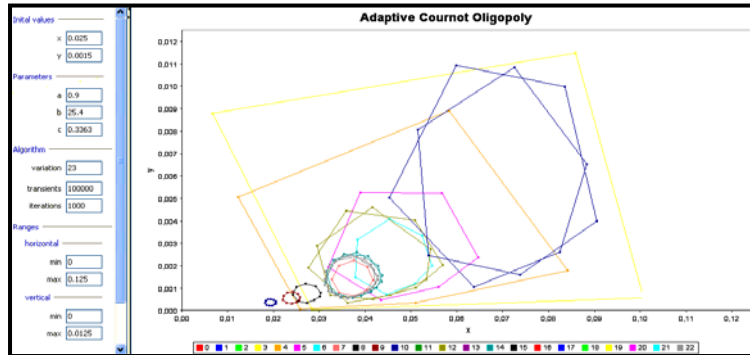 Inital values
x 0.025
y 0.0015
Parameters
a 0.9
b 25.4
c 0.3363
Algorithm
variation 23
transients 100000
iterations 1000
Ranges
horizontal
min 0
max 0.125
vertical
min 0
max 0.0125
Adaptive Cournot Oligopoly
0,012
0,011
0,010
0,009
0,008
0,007
0,006
0,005
0,004
0,003
0,002
0,001
0,000
y
0,00 0,01 0,02 0,03 0,04 0,05 0,06 0,07 0,08 0,09 0,10 0,11 0,12
x
0 1 2 3 4 5 6 7 8 9 10 11 12 13 14 15 16 17 18 19 20 21 22